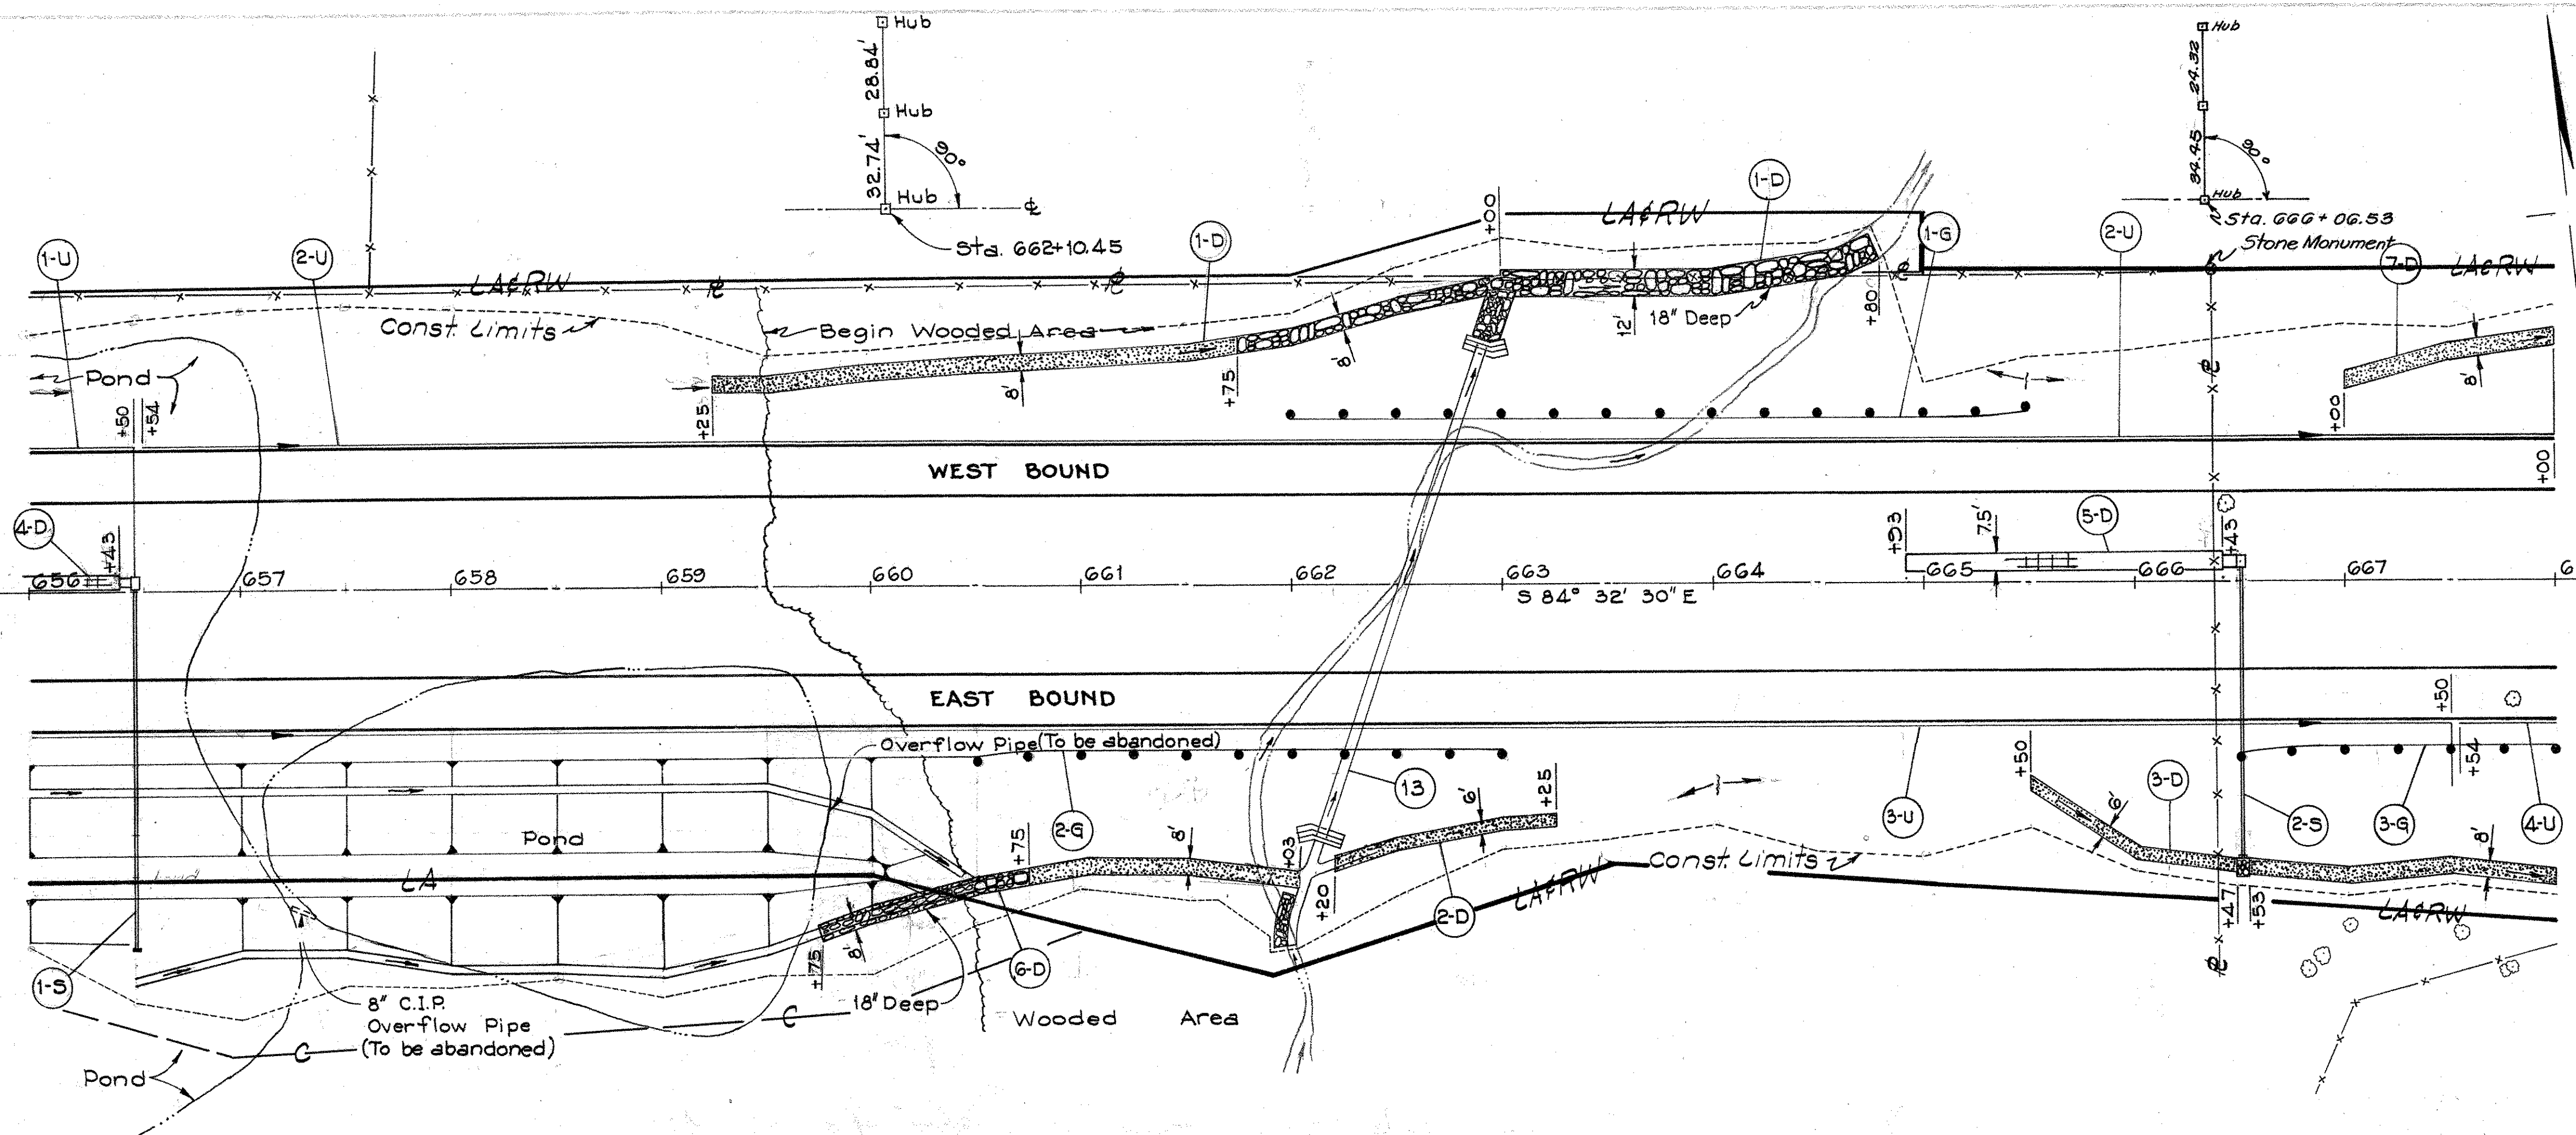 Hub
28.84'
Hub
32.74'
90°
Hub
℄
Sta. 662+10.45
Hub
24.32
34.45
90°
Hub
Sta. 666+06.53
Stone Monument
1-U
2-U
LA&RW
PL
PL
1-D
+00
LA&RW
1-D
1-G
PL
2-U
7-D
LA&RW
Const. Limits
Begin Wooded Area
8'
12'
18" Deep
+80
PL
Pond
+50
+54
+25
8'
+75
+00
8'
WEST BOUND
+00
4-D
+43
+93
7.5'
5-D
+43
656
657
658
659
660
661
662
663
664
665
666
667
S 84° 32' 30" E
EAST BOUND
+50
Overflow Pipe (To be abandoned)
+54
Pond
2-G
+75
8'
+03
13
6'
+25
+50
3-U
6'
3-D
2-S
3-G
4-U
8'
LA
+20
2-D
LA&RW
Const. Limits
+47
+53
LA&RW
PL
1-S
8" C.I.P.
Overflow Pipe
(To be abandoned)
+75
8'
18" Deep
6-D
C
C
Wooded Area
Pond